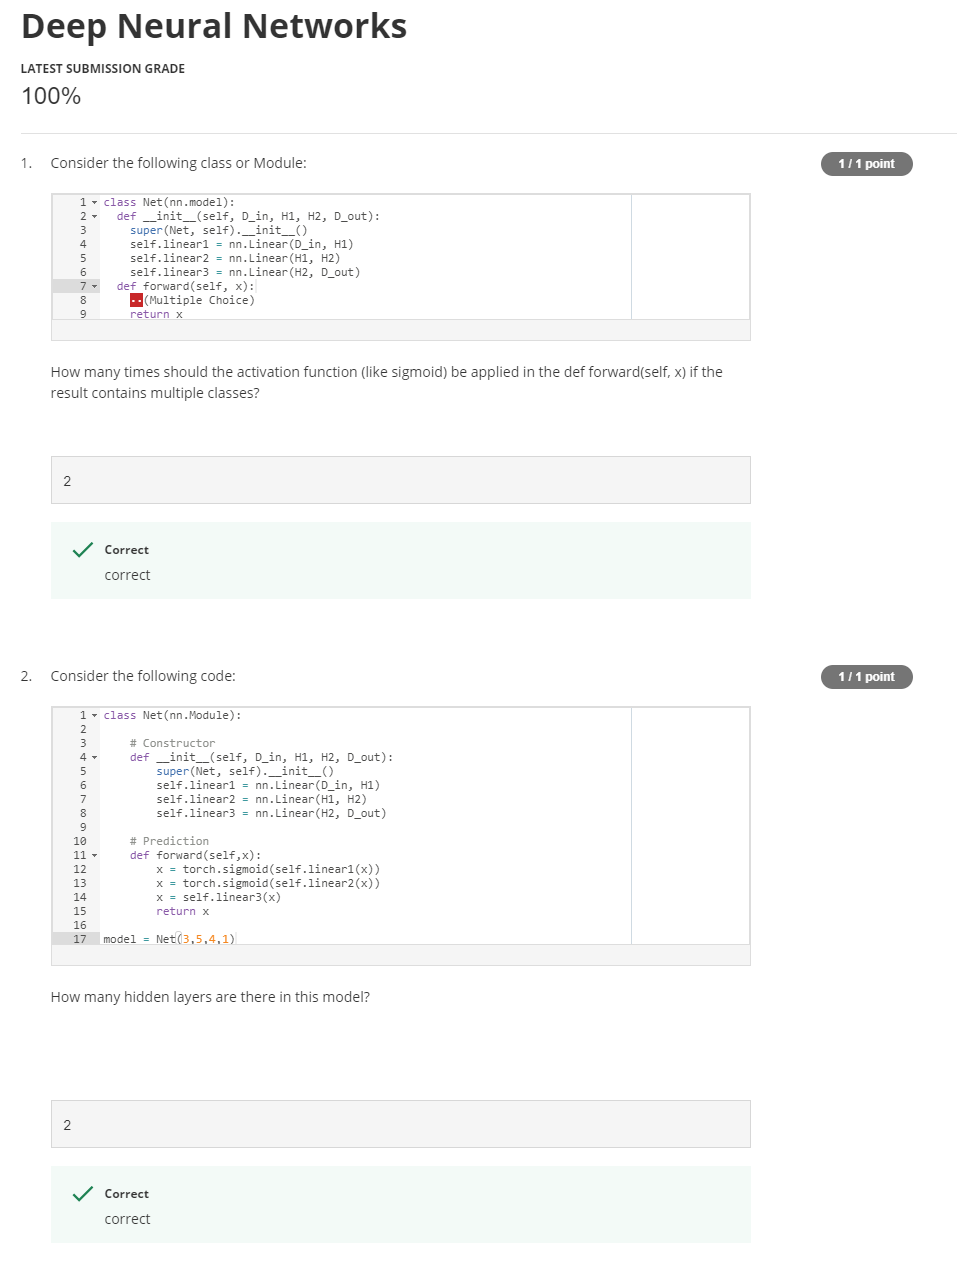 Deep Neural Networks
LATEST SUBMISSION GRADE
100%
1. Consider the following class or Module:
1 / 1 point
1 class Net(nn.model):
2 def __init__(self, D_in, H1, H2, D_out):
3 super(Net, self).__init__()
4 self.linear1 = nn.Linear(D_in, H1)
5 self.linear2 = nn.Linear(H1, H2)
6 self.linear3 = nn.Linear(H2, D_out)
7 def forward(self, x):
8 --(Multiple Choice)
9 return x
How many times should the activation function (like sigmoid) be applied in the def forward(self, x) if the
result contains multiple classes?
2
Correct
correct
2. Consider the following code:
1 / 1 point
1 class Net(nn.Module):
2
3 # Constructor
4 def __init__(self, D_in, H1, H2, D_out):
5 super(Net, self).__init__()
6 self.linear1 = nn.Linear(D_in, H1)
7 self.linear2 = nn.Linear(H1, H2)
8 self.linear3 = nn.Linear(H2, D_out)
9
10 # Prediction
11 def forward(self,x):
12 x = torch.sigmoid(self.linear1(x))
13 x = torch.sigmoid(self.linear2(x))
14 x = self.linear3(x)
15 return x
16
17 model = Net(3,5,4,1)
How many hidden layers are there in this model?
2
Correct
correct